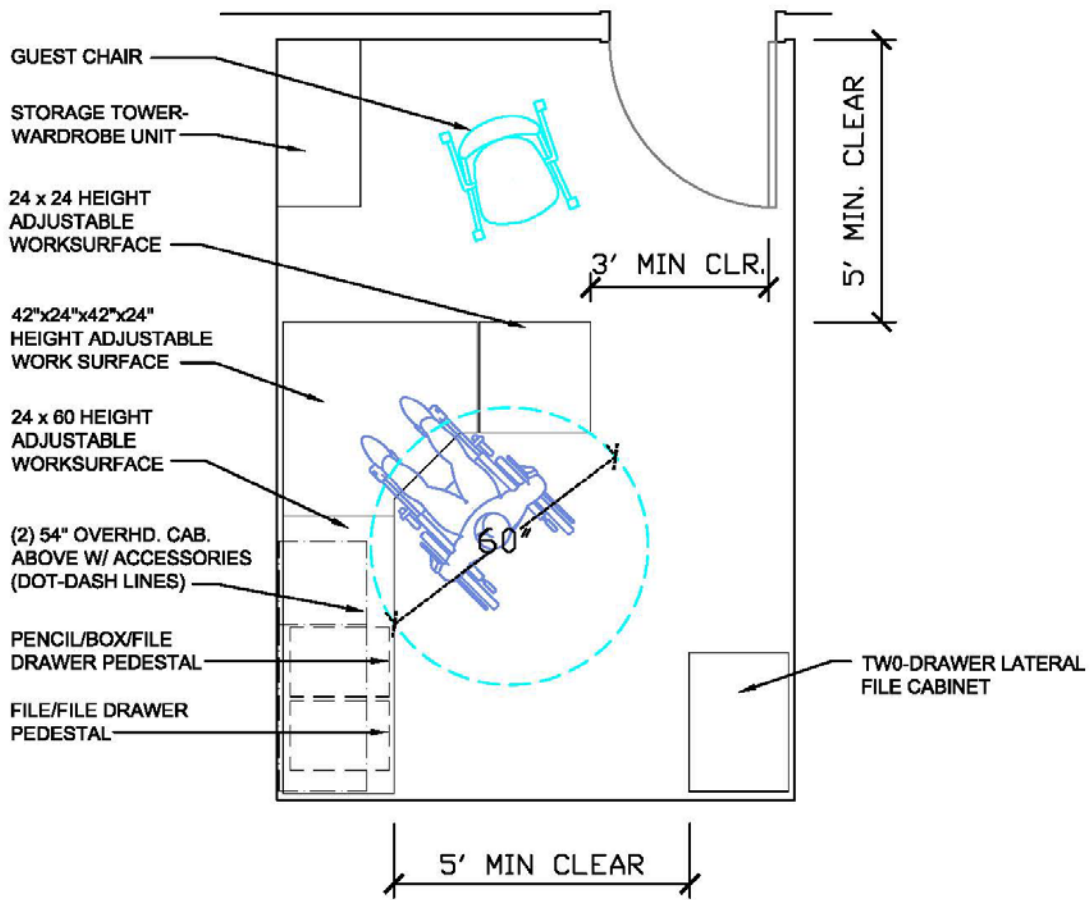 GUEST CHAIR
STORAGE TOWER-
WARDROBE UNIT
24 x 24 HEIGHT
ADJUSTABLE
WORKSURFACE
42"x24"x42"x24"
HEIGHT ADJUSTABLE
WORK SURFACE
24 x 60 HEIGHT
ADJUSTABLE
WORKSURFACE
(2) 54" OVERHD. CAB.
ABOVE W/ ACCESSORIES
(DOT-DASH LINES)
PENCIL/BOX/FILE
DRAWER PEDESTAL
FILE/FILE DRAWER
PEDESTAL
3' MIN CLR.
5' MIN. CLEAR
60"
TW0-DRAWER LATERAL
FILE CABINET
5' MIN CLEAR